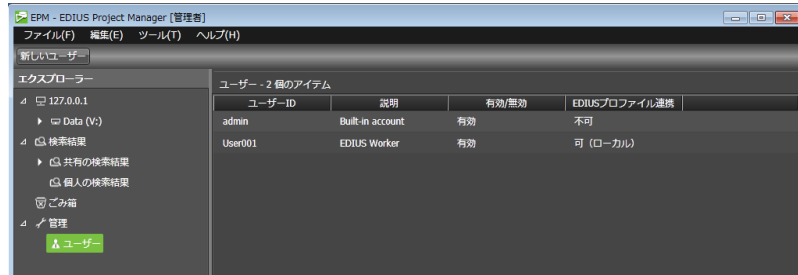 EPM - EDIUS Project Manager [管理者]
ファイル(F) 編集(E) ツール(T) ヘルプ(H)
新しいユーザー
エクスプローラー
127.0.0.1
Data (V:)
検索結果
共有の検索結果
個人の検索結果
ごみ箱
管理
ユーザー
ユーザー - 2 個のアイテム
ユーザーID 説明 有効/無効 EDIUSプロファイル連携
admin Built-in account 有効 不可
User001 EDIUS Worker 有効 可（ローカル）